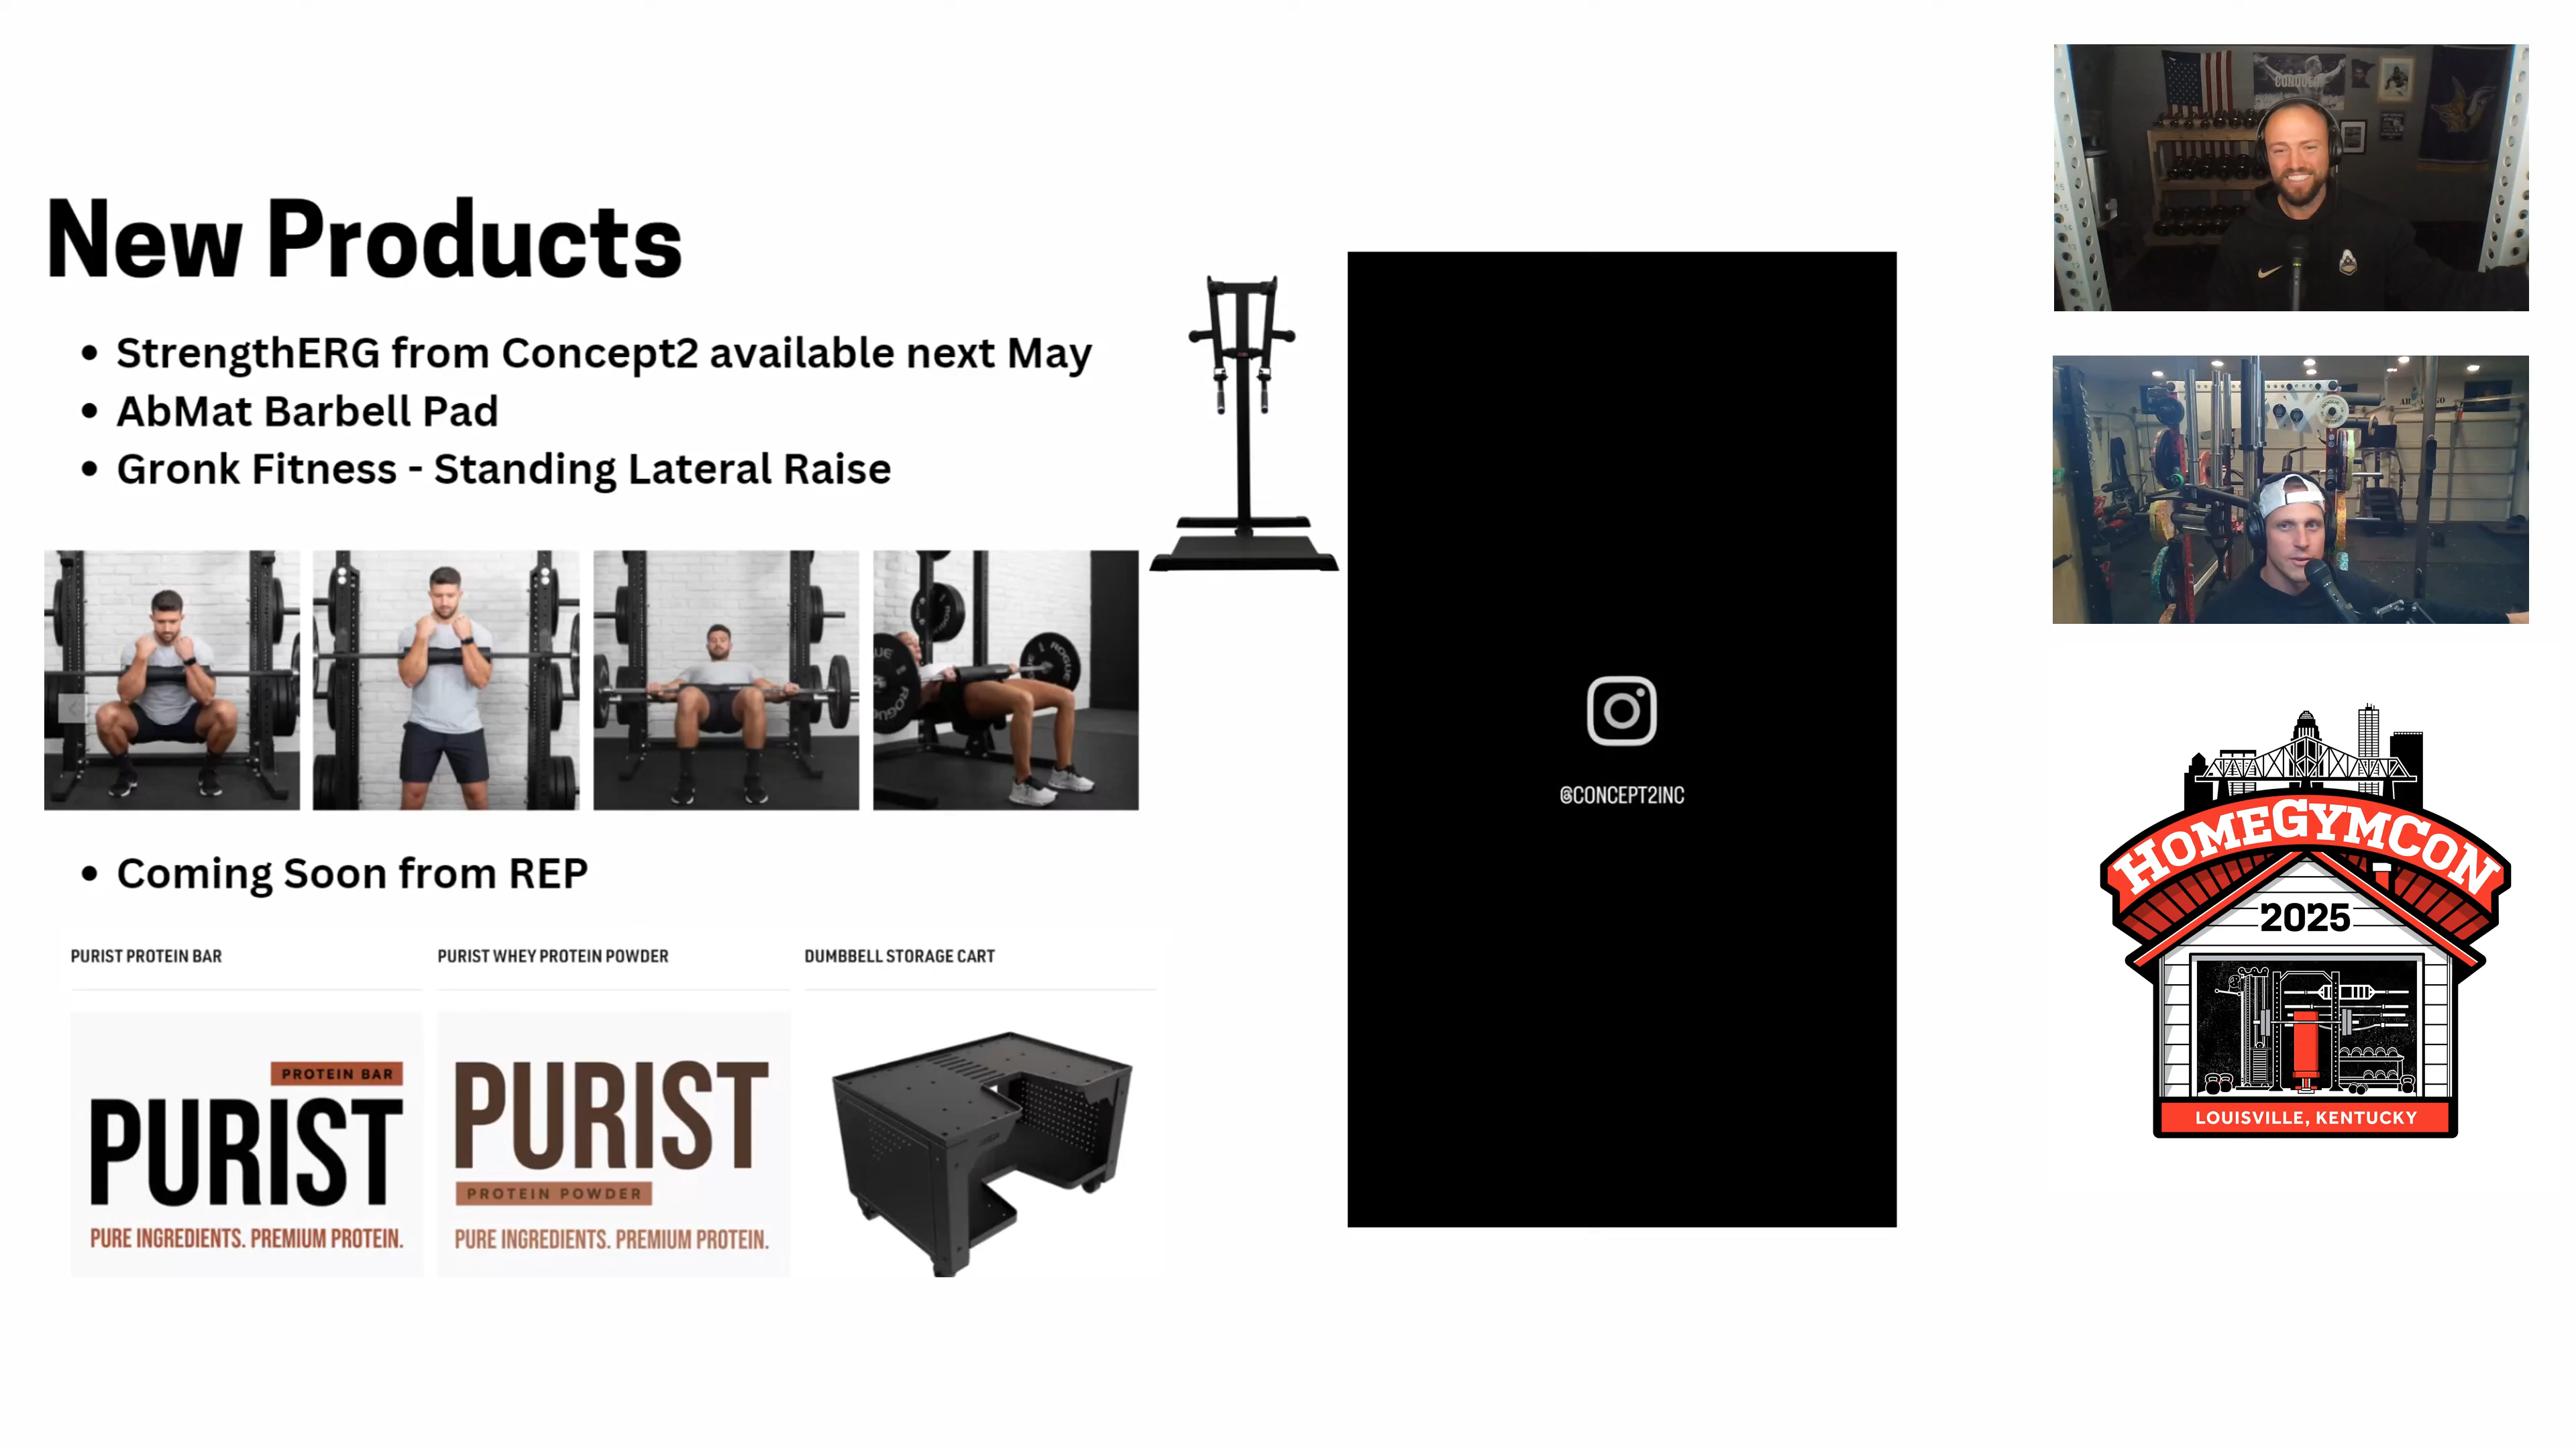 New Products
StrengthERG from Concept2 available next May
AbMat Barbell Pad
Gronk Fitness - Standing Lateral Raise
Coming Soon from REP
PURIST PROTEIN BAR
PROTEIN BAR
PURIST
PURE INGREDIENTS. PREMIUM PROTEIN.
PURIST WHEY PROTEIN POWDER
PURIST
PROTEIN POWDER
PURE INGREDIENTS. PREMIUM PROTEIN.
DUMBBELL STORAGE CART
@CONCEPT2INC
CONQUER
ROGUE
HOMEGYMCON
2025
LOUISVILLE, KENTUCKY